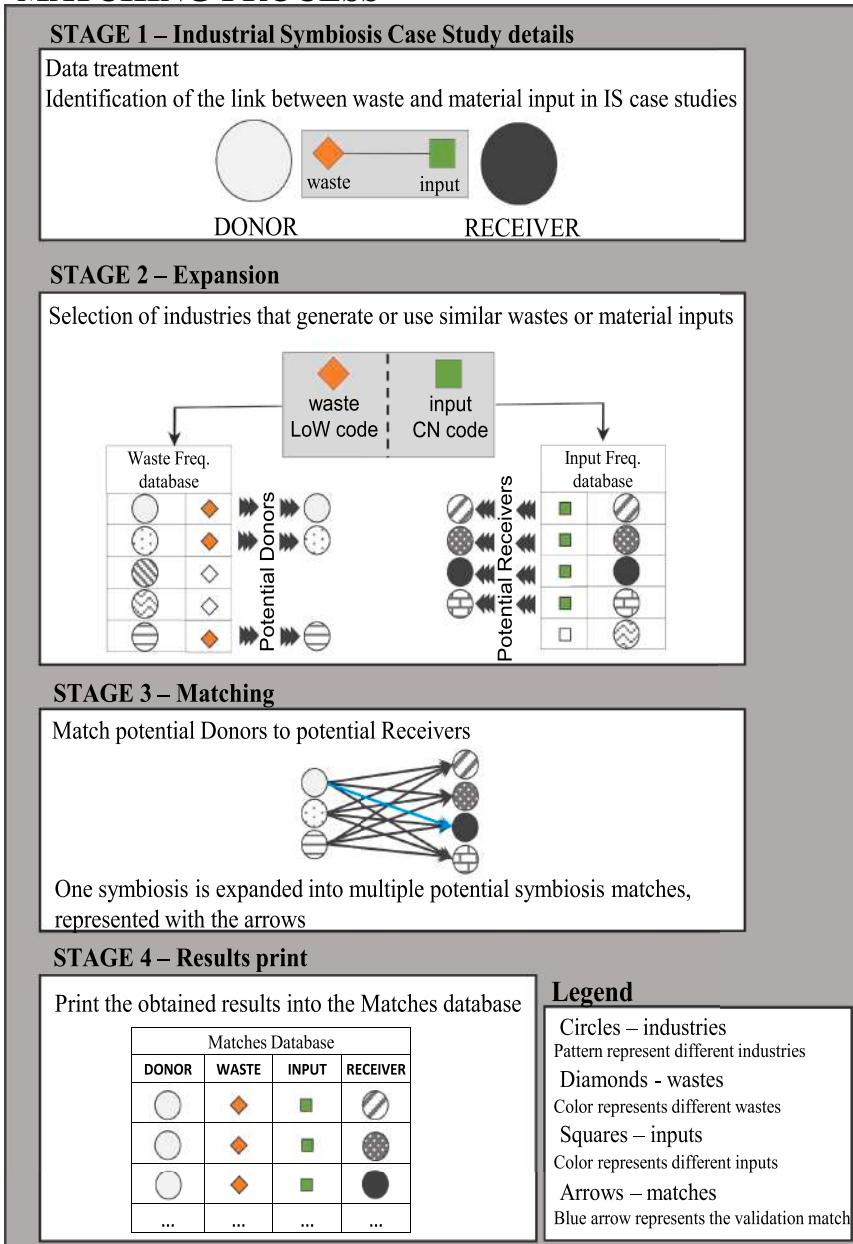 MATCHING PROCESS
STAGE 1 – Industrial Symbiosis Case Study details
Data treatment
Identification of the link between waste and material input in IS case studies
waste
input
DONOR
RECEIVER
STAGE 2 – Expansion
Selection of industries that generate or use similar wastes or material inputs
waste
LoW code
input
CN code
Waste Freq.
database
Potential Donors
Potential Receivers
Input Freq.
database
STAGE 3 – Matching
Match potential Donors to potential Receivers
One symbiosis is expanded into multiple potential symbiosis matches,
represented with the arrows
STAGE 4 – Results print
Print the obtained results into the Matches database
Matches Database
DONOR WASTE INPUT RECEIVER
... ... ... ...
Legend
Circles – industries
Pattern represent different industries
Diamonds - wastes
Color represents different wastes
Squares – inputs
Color represents different inputs
Arrows – matches
Blue arrow represents the validation match